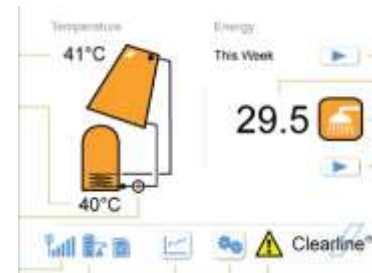 Temperature
Energy
41°C
This Week
29.5
40°C
Clearline